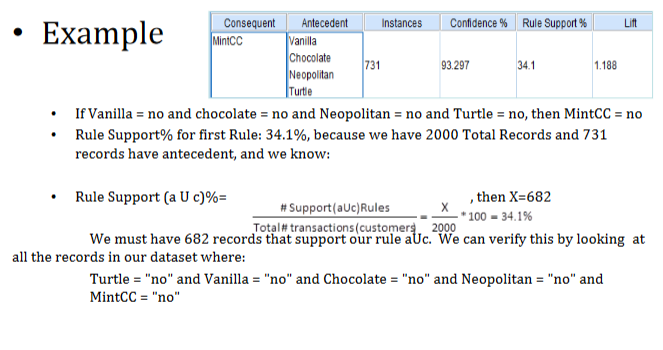 • Example
Consequent Antecedent Instances Confidence % Rule Support % Lift
MintCC Vanilla
Chocolate
Neopolitan
Turtle
731 93.297 34.1 1.188
• If Vanilla = no and chocolate = no and Neopolitan = no and Turtle = no, then MintCC = no
• Rule Support% for first Rule: 34.1%, because we have 2000 Total Records and 731
records have antecedent, and we know:
• Rule Support (a U c)%= # Support(aUc)Rules / Total# transactions(customers) = X / 2000 * 100 = 34.1% , then X=682
We must have 682 records that support our rule aUc. We can verify this by looking at
all the records in our dataset where:
Turtle = "no" and Vanilla = "no" and Chocolate = "no" and Neopolitan = "no" and
MintCC = "no"